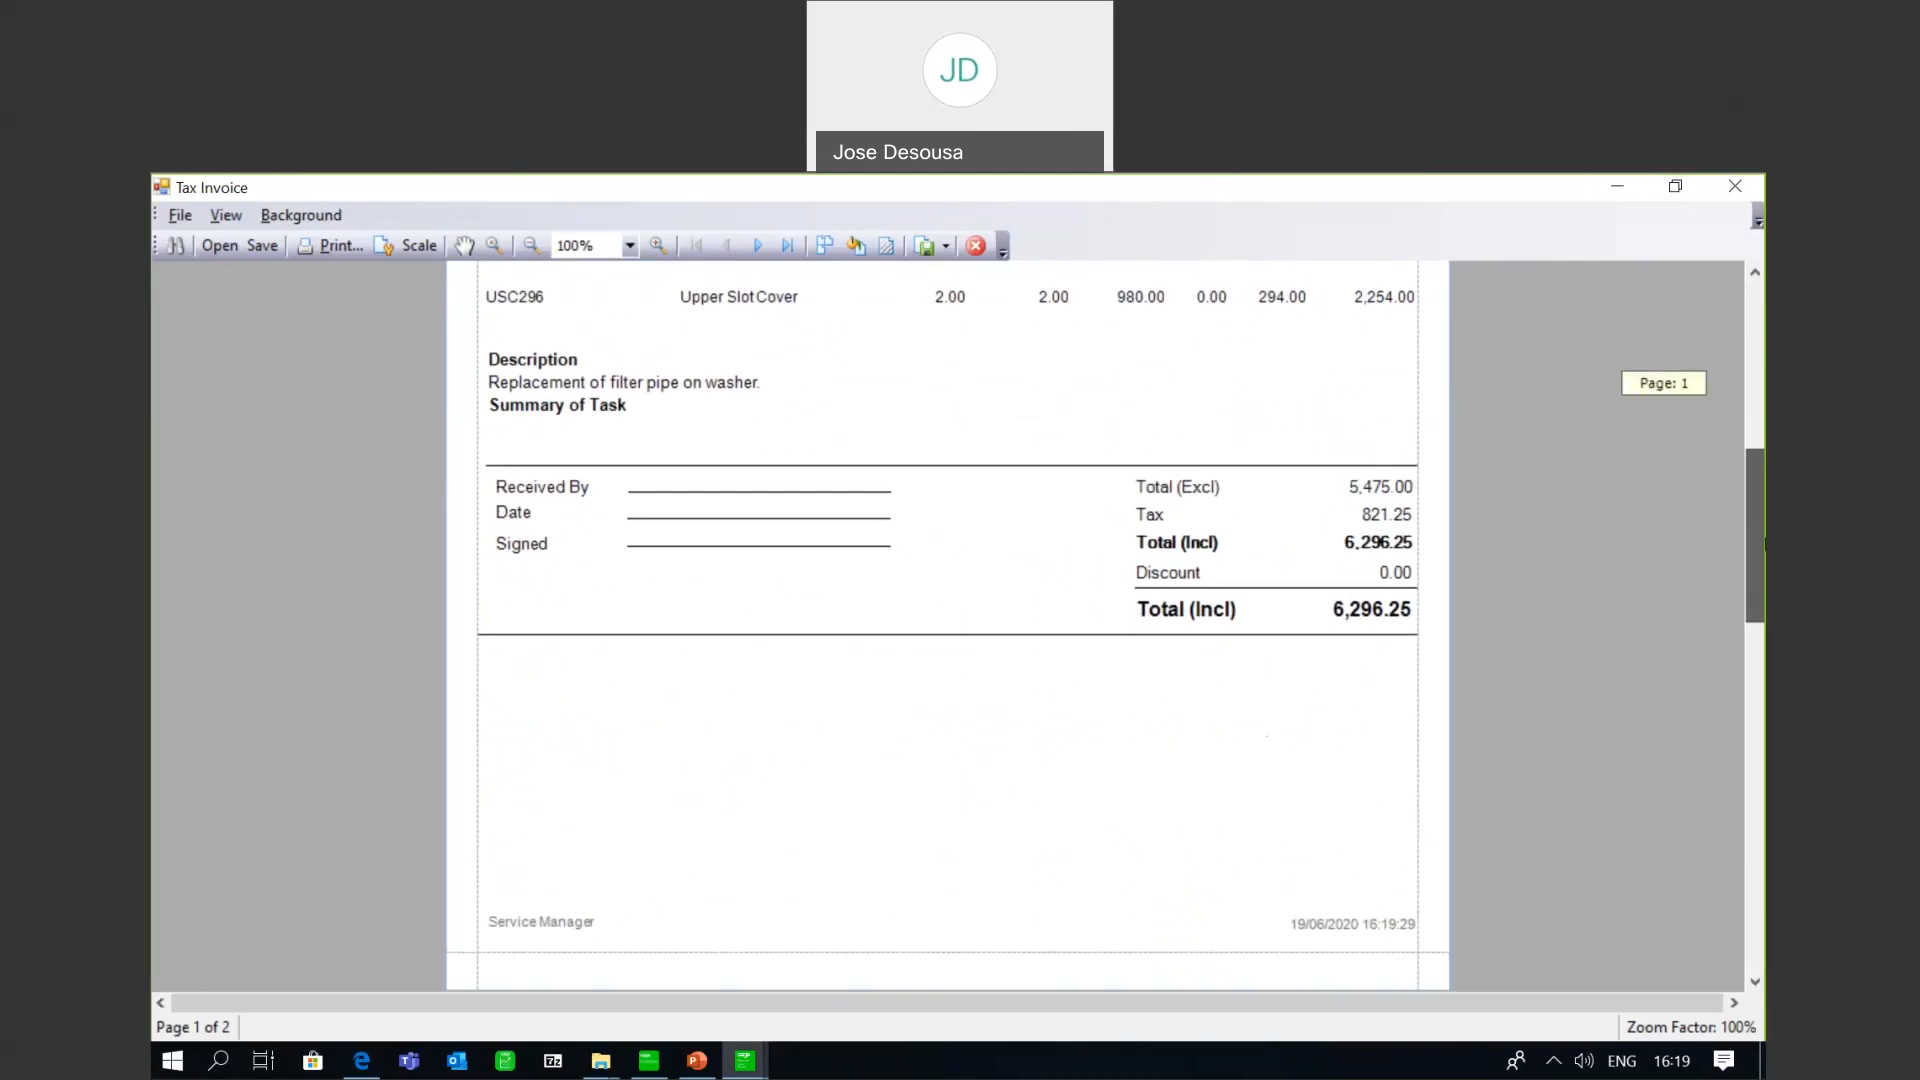 JD
Jose Desousa
Tax Invoice
File View Background
Open Save Print... Scale 100%
USC296 Upper Slot Cover 2.00 2.00 980.00 0.00 294.00 2,254.00
Description
Replacement of filter pipe on washer.
Page: 1
Summary of Task
Received By Total (Excl) 5,475.00
Date Tax 821.25
Signed Total (Incl) 6,296.25
Discount 0.00
Total (Incl) 6,296.25
Service Manager 19/06/2020 16:19:29
Page 1 of 2 Zoom Factor: 100%
7z ENG 16:19